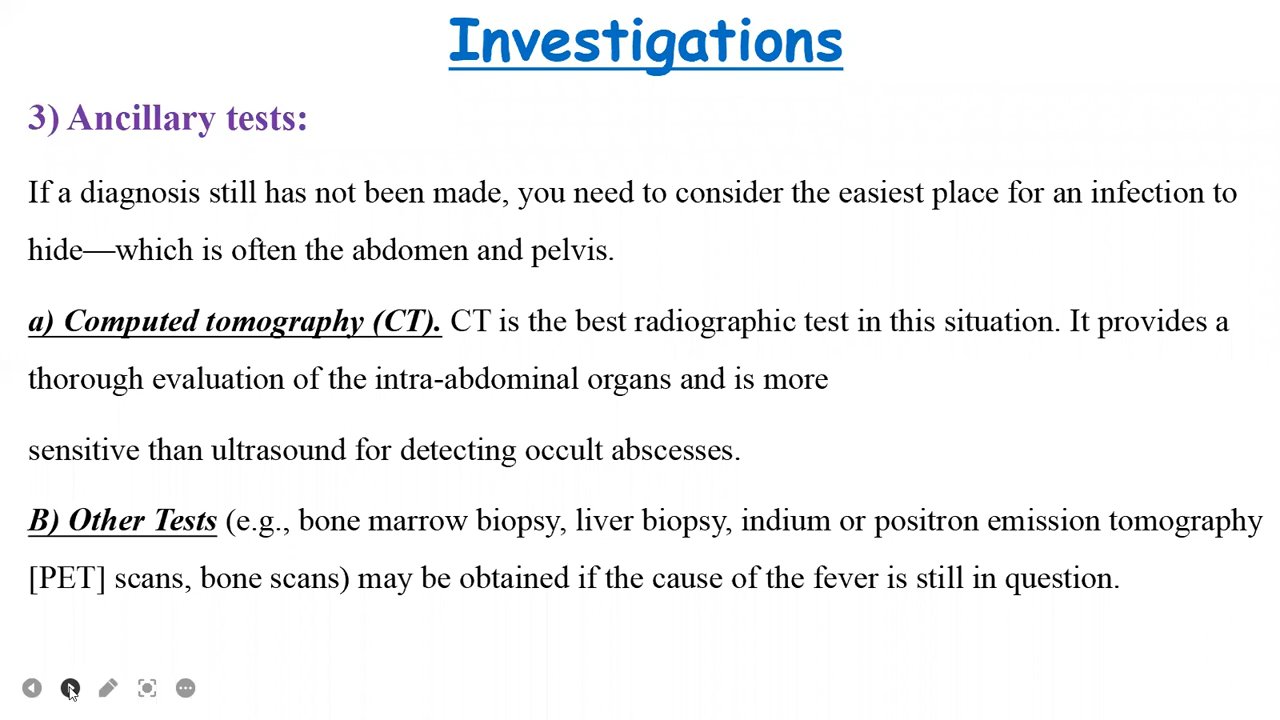 Investigations
3) Ancillary tests:
If a diagnosis still has not been made, you need to consider the easiest place for an infection to
hide—which is often the abdomen and pelvis.
a) Computed tomography (CT). CT is the best radiographic test in this situation. It provides a
thorough evaluation of the intra-abdominal organs and is more
sensitive than ultrasound for detecting occult abscesses.
B) Other Tests (e.g., bone marrow biopsy, liver biopsy, indium or positron emission tomography
[PET] scans, bone scans) may be obtained if the cause of the fever is still in question.